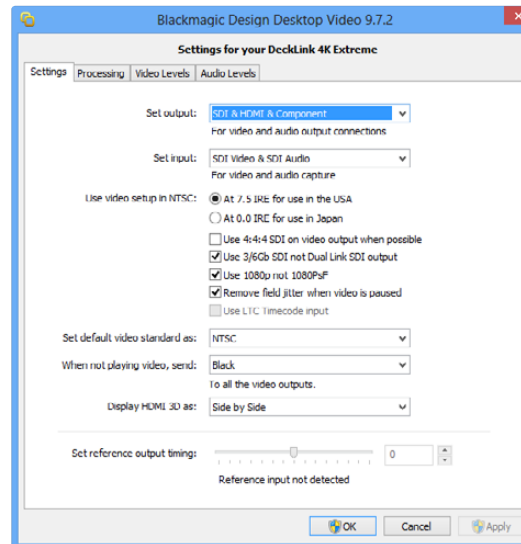 Blackmagic Design Desktop Video 9.7.2
Settings for your DeckLink 4K Extreme
Settings Processing Video Levels Audio Levels
Set output: SDI & HDMI & Component
For video and audio output connections
Set input: SDI Video & SDI Audio
For video and audio capture
Use video setup in NTSC: At 7.5 IRE for use in the USA
At 0.0 IRE for use in Japan
Use 4:4:4 SDI on video output when possible
Use 3/6Gb SDI not Dual Link SDI output
Use 1080p not 1080PsF
Remove field jitter when video is paused
Use LTC Timecode input
Set default video standard as: NTSC
When not playing video, send: Black
To all the video outputs.
Display HDMI 3D as: Side by Side
Set reference output timing: 0
Reference input not detected
OK Cancel Apply